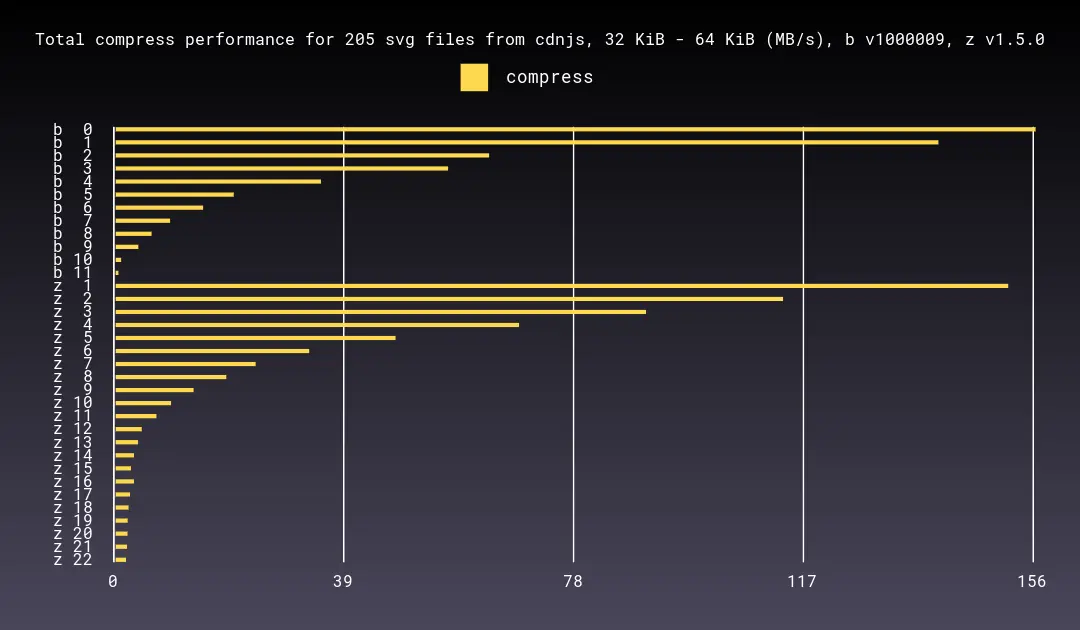 Total compress performance for 205 svg files from cdnjs, 32 KiB - 64 KiB (MB/s), b v1000009, z v1.5.0
compress
b 0
b 1
b 2
b 3
b 4
b 5
b 6
b 7
b 8
b 9
b 10
b 11
z 1
z 2
z 3
z 4
z 5
z 6
z 7
z 8
z 9
z 10
z 11
z 12
z 13
z 14
z 15
z 16
z 17
z 18
z 19
z 20
z 21
z 22
0 39 78 117 156